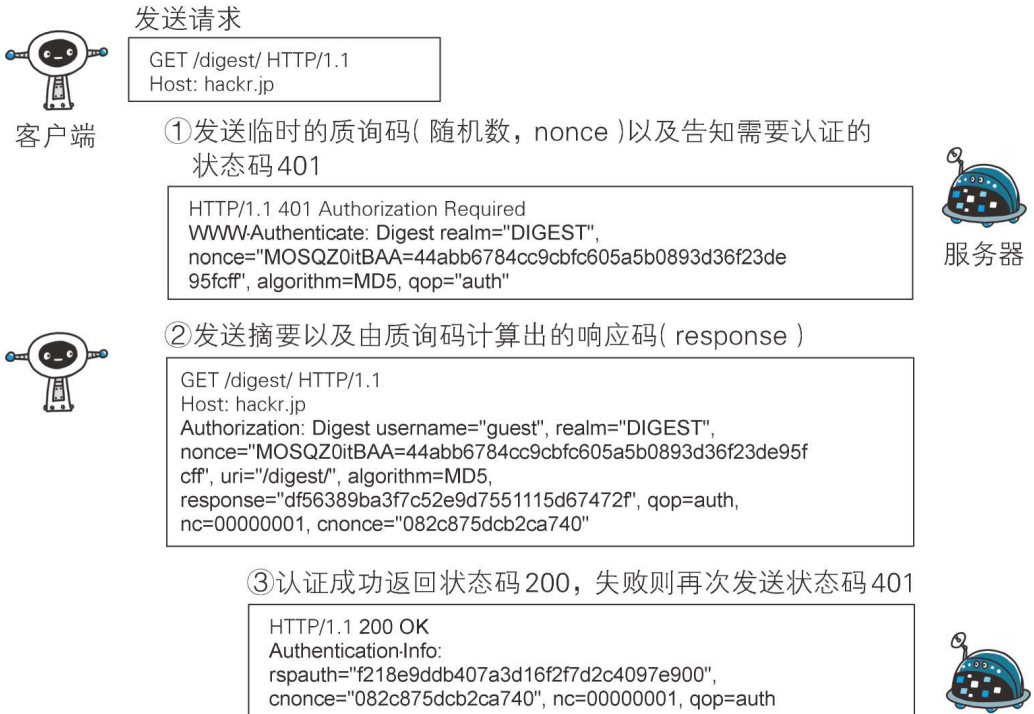 发送请求
GET /digest/ HTTP/1.1
Host: hackr.jp
客户端
①发送临时的质询码(随机数，nonce)以及告知需要认证的
状态码401
HTTP/1.1 401 Authorization Required
WWW-Authenticate: Digest realm="DIGEST",
nonce="MOSQZ0itBAA=44abb6784cc9cbfc605a5b0893d36f23de
95fcff", algorithm=MD5, qop="auth"
服务器
②发送摘要以及由质询码计算出的响应码(response)
GET /digest/ HTTP/1.1
Host: hackr.jp
Authorization: Digest username="guest", realm="DIGEST",
nonce="MOSQZ0itBAA=44abb6784cc9cbfc605a5b0893d36f23de95f
cff", uri="/digest/", algorithm=MD5,
response="df56389ba3f7c52e9d7551115d67472f", qop=auth,
nc=00000001, cnonce="082c875dcb2ca740"
③认证成功返回状态码200，失败则再次发送状态码401
HTTP/1.1 200 OK
Authentication-Info:
rspauth="f218e9ddb407a3d16f2f7d2c4097e900",
cnonce="082c875dcb2ca740", nc=00000001, qop=auth